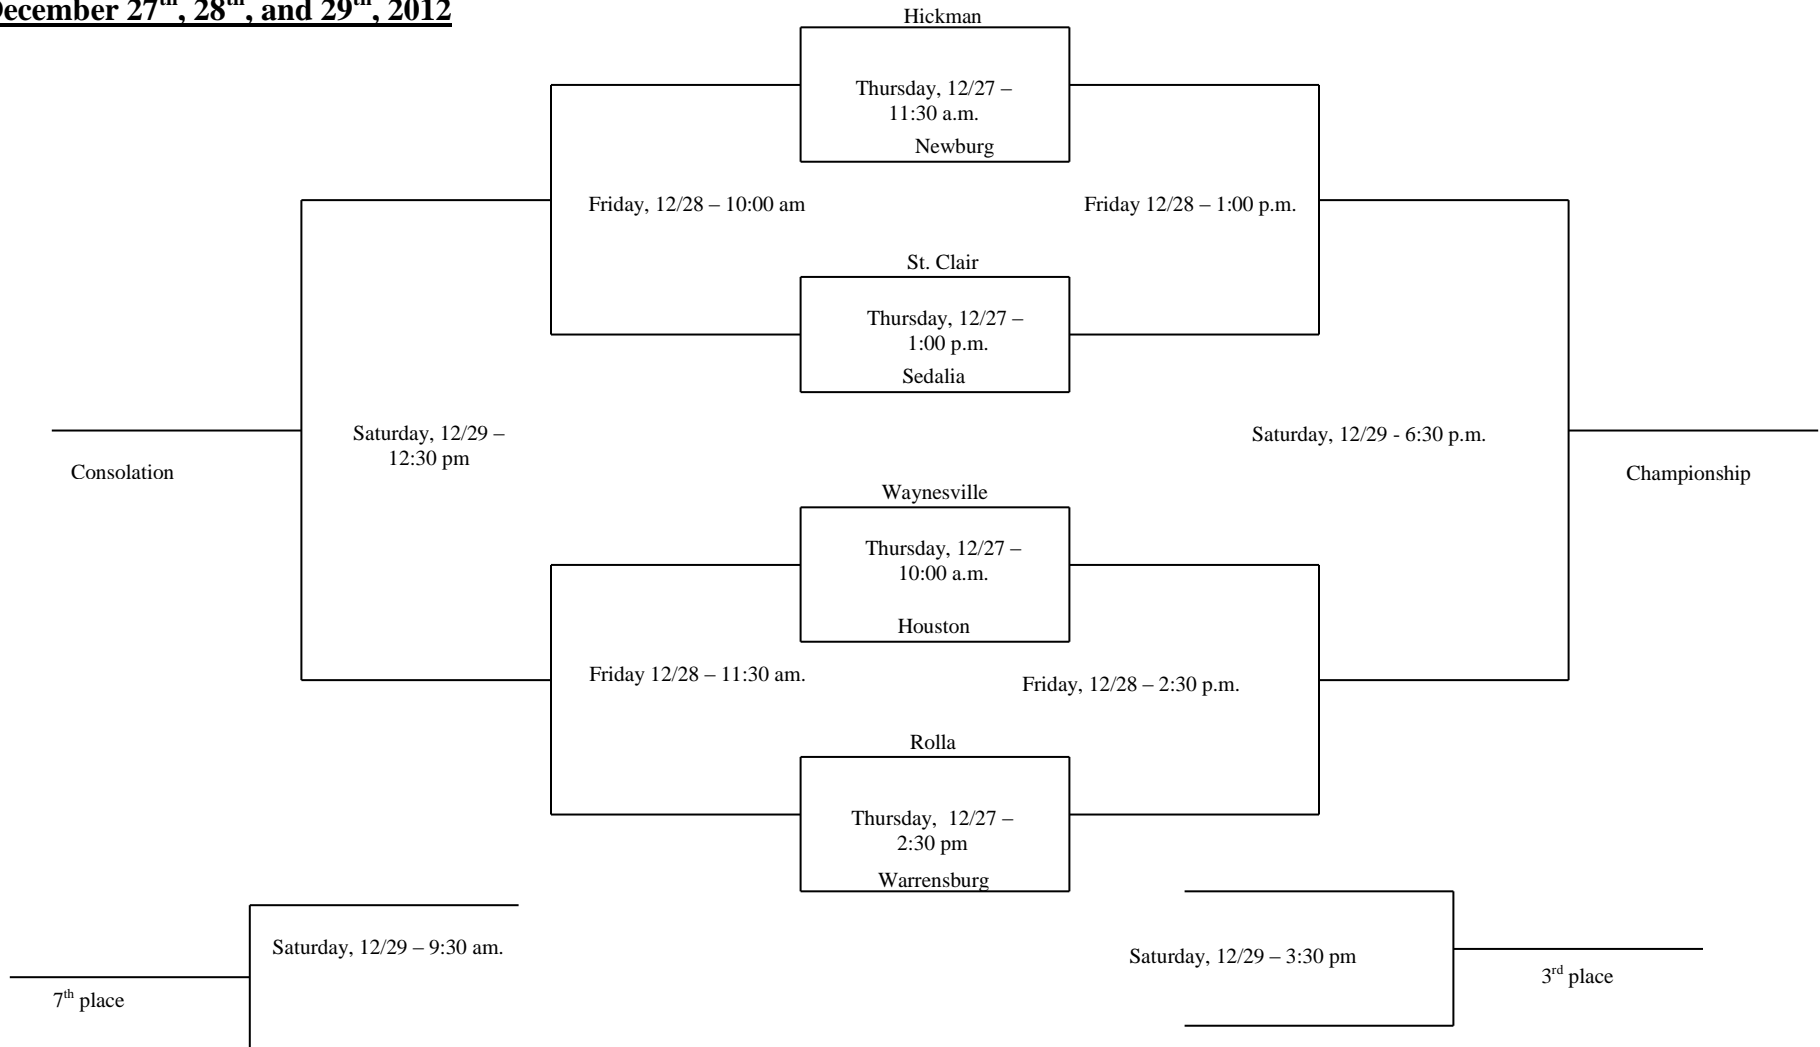 December 27th, 28th, and 29th, 2012
Hickman
Thursday, 12/27 –
11:30 a.m.
Newburg
Friday, 12/28 – 10:00 am
Friday 12/28 – 1:00 p.m.
St. Clair
Thursday, 12/27 –
1:00 p.m.
Sedalia
Saturday, 12/29 –
12:30 pm
Saturday, 12/29 - 6:30 p.m.
Consolation
Championship
Waynesville
Thursday, 12/27 –
10:00 a.m.
Houston
Friday 12/28 – 11:30 am.
Friday, 12/28 – 2:30 p.m.
Rolla
Thursday,  12/27 –
2:30 pm
Warrensburg
Saturday, 12/29 – 9:30 am.
Saturday, 12/29 – 3:30 pm
7th place
3rd place